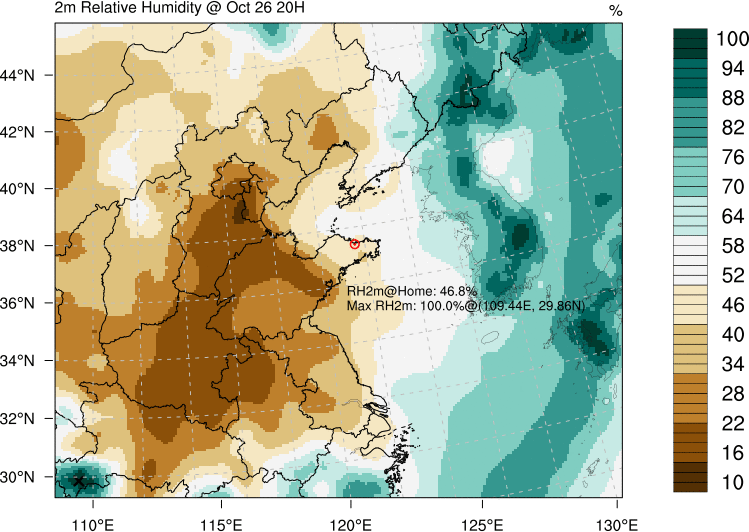 2m Relative Humidity @ Oct 26 20H
%
44°N
42°N
40°N
38°N
36°N
34°N
32°N
30°N
110°E
115°E
120°E
125°E
130°E
RH2m@Home: 46.8%
Max RH2m: 100.0%@(109.44E, 29.86N)
100
94
88
82
76
70
64
58
52
46
40
34
28
22
16
10